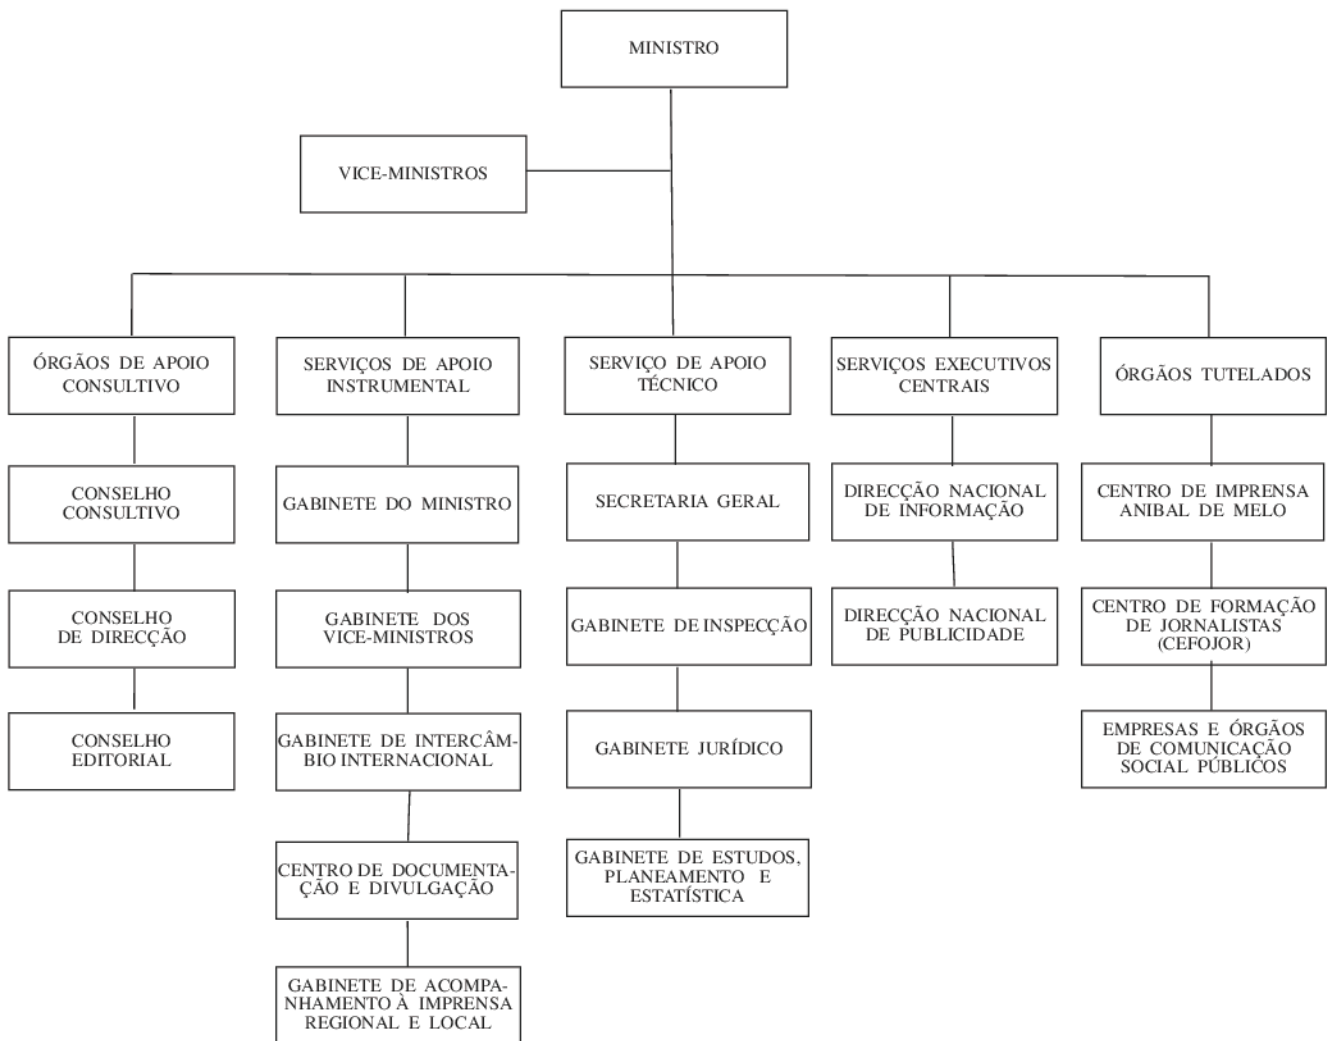 MINISTRO
VICE-MINISTROS
ÓRGÃOS DE APOIO
CONSULTIVO
SERVIÇOS DE APOIO
INSTRUMENTAL
SERVIÇO DE APOIO
TÉCNICO
SERVIÇOS EXECUTIVOS
CENTRAIS
ÓRGÃOS TUTELADOS
CONSELHO
CONSULTIVO
GABINETE DO MINISTRO
SECRETARIA GERAL
DIRECÇÃO NACIONAL
DE INFORMAÇÃO
CENTRO DE IMPRENSA
ANIBAL DE MELO
CONSELHO
DE DIRECÇÃO
GABINETE DOS
VICE-MINISTROS
GABINETE DE INSPECÇÃO
DIRECÇÃO NACIONAL
DE PUBLICIDADE
CENTRO DE FORMAÇÃO
DE JORNALISTAS
(CEFOJOR)
CONSELHO
EDITORIAL
GABINETE DE INTERCÂM-
BIO INTERNACIONAL
GABINETE JURÍDICO
EMPRESAS E ÓRGÃOS
DE COMUNICAÇÃO
SOCIAL PÚBLICOS
CENTRO DE DOCUMENTA-
ÇÃO E DIVULGAÇÃO
GABINETE DE ESTUDOS,
PLANEAMENTO E
ESTATÍSTICA
GABINETE DE ACOMPA-
NHAMENTO À IMPRENSA
REGIONAL E LOCAL